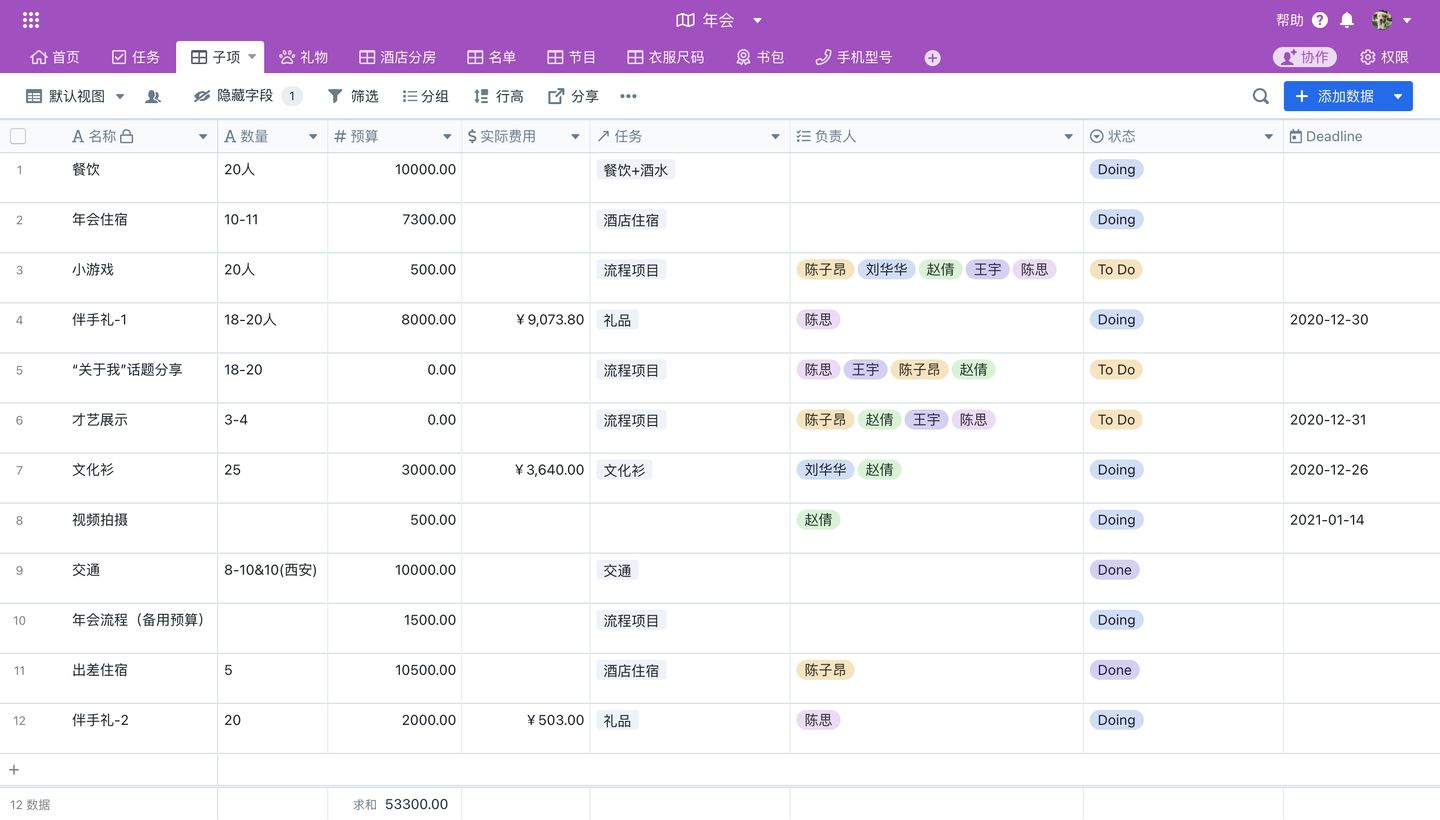 年会
帮助
首页 任务 子项 礼物 酒店分房 名单 节目 衣服尺码 书包 手机型号 协作 权限
默认视图 隐藏字段 1 筛选 分组 行高 分享 添加数据
名称 数量 预算 实际费用 任务 负责人 状态 Deadline
1 餐饮 20人 10000.00 餐饮+酒水 Doing
2 年会住宿 10-11 7300.00 酒店住宿 Doing
3 小游戏 20人 500.00 流程项目 陈子昂 刘华华 赵倩 王宇 陈思 To Do
4 伴手礼-1 18-20人 8000.00 ¥9,073.80 礼品 陈思 Doing 2020-12-30
5 “关于我”话题分享 18-20 0.00 流程项目 陈思 王宇 陈子昂 赵倩 To Do
6 才艺展示 3-4 0.00 流程项目 陈子昂 赵倩 王宇 陈思 To Do 2020-12-31
7 文化衫 25 3000.00 ¥3,640.00 文化衫 刘华华 赵倩 Doing 2020-12-26
8 视频拍摄 500.00 赵倩 Doing 2021-01-14
9 交通 8-10&10(西安) 10000.00 交通 Done
10 年会流程（备用预算） 1500.00 流程项目 Doing
11 出差住宿 5 10500.00 酒店住宿 陈子昂 Done
12 伴手礼-2 20 2000.00 ¥503.00 礼品 陈思 Doing
12 数据 求和 53300.00